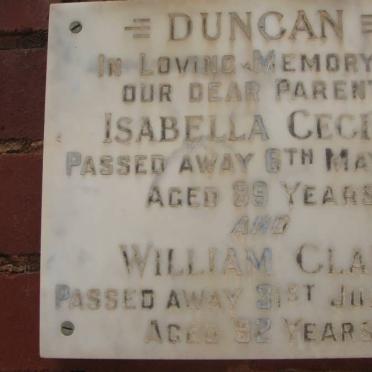 DUNCAN
IN LOVING MEMORY
OUR DEAR PARENT
ISABELLA CECI
PASSED AWAY 6TH MA
AGED 89 YEARS
AND
WILLIAM CLA
PASSED AWAY 31ST JU
AGED 92 YEARS